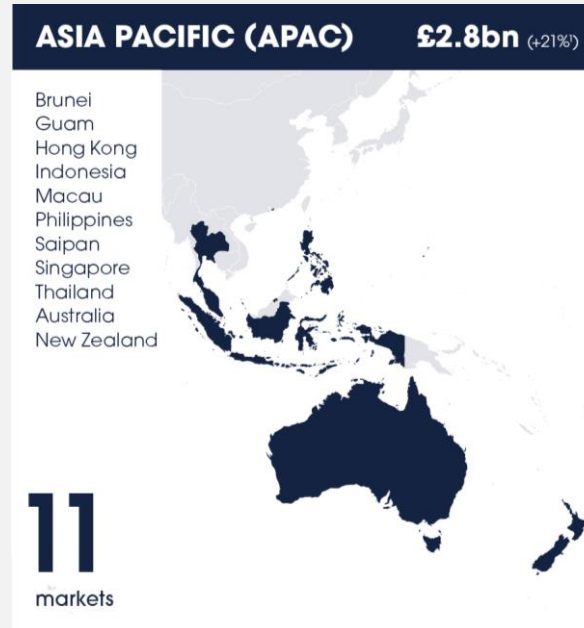 ASIA PACIFIC (APAC) £2.8bn (+21%¹)
Brunei
Guam
Hong Kong
Indonesia
Macau
Philippines
Saipan
Singapore
Thailand
Australia
New Zealand
11
markets